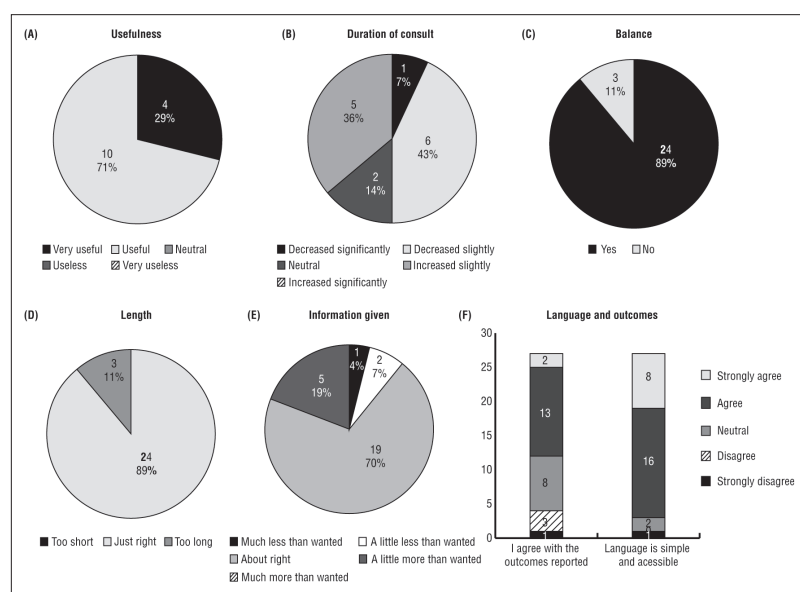 (A) Usefulness
4
29%
10
71%
Very useful Useful Neutral
Useless Very useless
(B) Duration of consult
1
7%
5
36%
6
43%
2
14%
Decreased significantly Decreased slightly
Neutral Increased slightly
Increased significantly
(C) Balance
3
11%
24
89%
Yes No
(D) Length
3
11%
24
89%
Too short Just right Too long
(E) Information given
1
4%
2
7%
5
19%
19
70%
Much less than wanted A little less than wanted
About right A little more than wanted
Much more than wanted
(F) Language and outcomes
30
25
20
15
10
5
0
2
13
8
3
1
8
16
2
1
I agree with the
outcomes reported
Language is simple
and acessible
Strongly agree
Agree
Neutral
Disagree
Strongly disagree